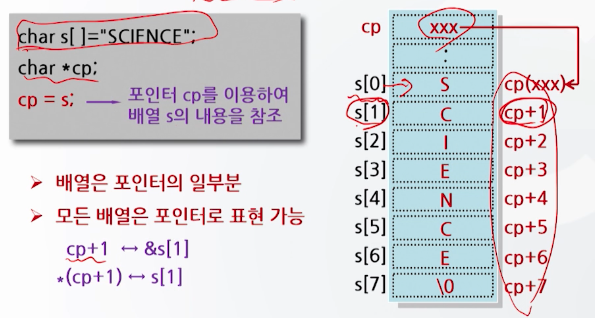 char s[ ]="SCIENCE";
char *cp;
cp = s; 포인터 cp를 이용하여
배열 s의 내용을 참조
➤ 배열은 포인터의 일부분
➤ 모든 배열은 포인터로 표현 가능
cp+1 ↔ &s[1]
*(cp+1) ↔ s[1]
cp xxx
:
s[0] S cp(xxx)
s[1] C cp+1
s[2] I cp+2
s[3] E cp+3
s[4] N cp+4
s[5] C cp+5
s[6] E cp+6
s[7] \0 cp+7